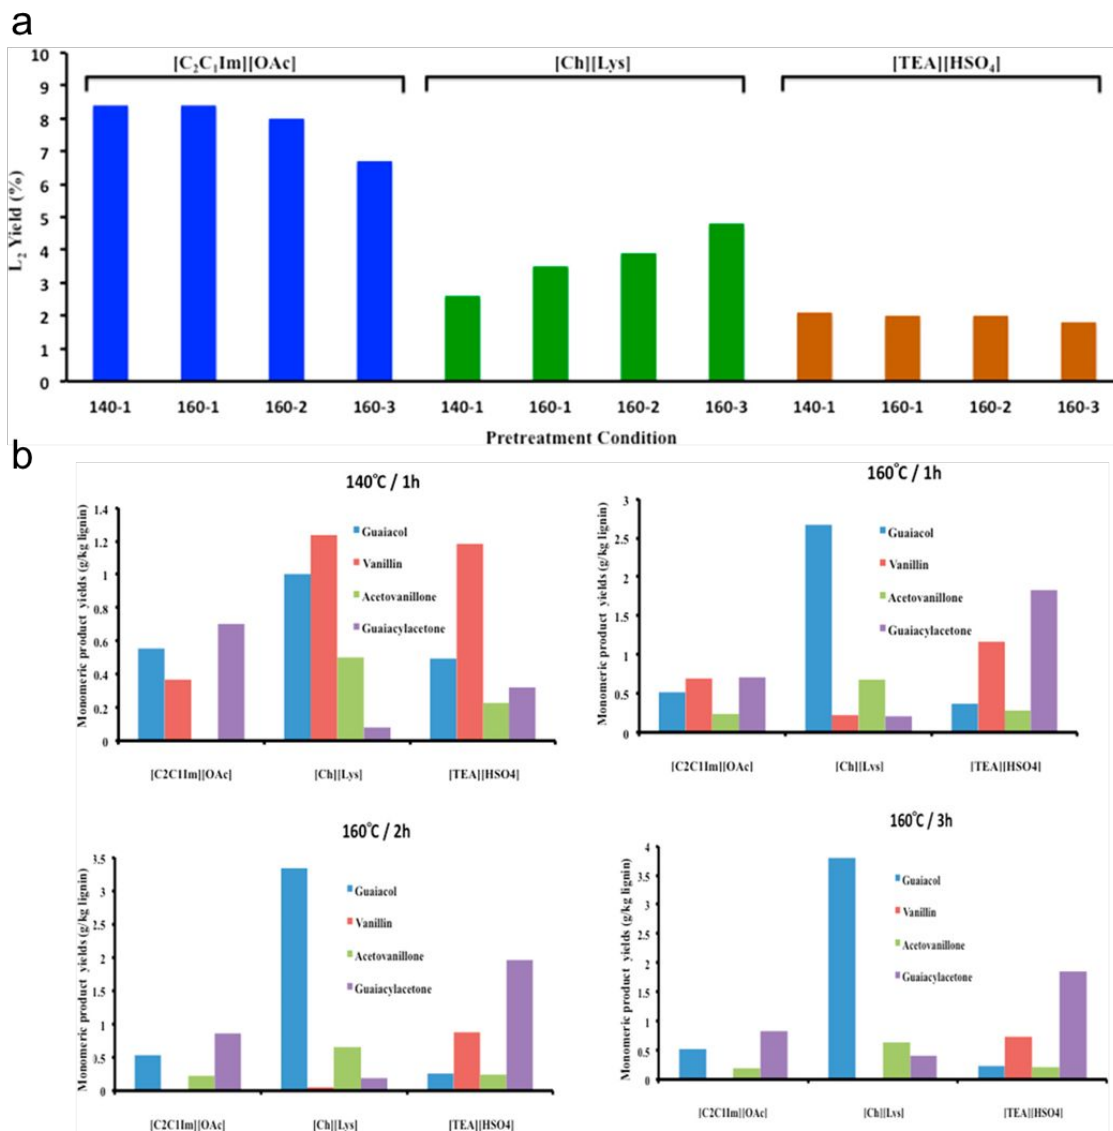 a
[C₂C₁Im][OAc] [Ch][Lys] [TEA][HSO₄]
L₂ Yield (%)
10
9
8
7
6
5
4
3
2
1
0
140-1 160-1 160-2 160-3 140-1 160-1 160-2 160-3 140-1 160-1 160-2 160-3
Pretreatment Condition
b
140°C / 1h
Monomeric product yields (g/kg lignin)
1.4
1.2
1
0.8
0.6
0.4
0.2
0
Guaiacol
Vanillin
Acetovanillone
Guaiacylacetone
[C2C1Im][OAc] [Ch][Lys] [TEA][HSO4]
160°C / 1h
Monomeric product yields (g/kg lignin)
3
2.5
2
1.5
1
0.5
0
Guaiacol
Vanillin
Acetovanillone
Guaiacylacetone
[C2C1Im][OAc] [Ch][Lys] [TEA][HSO4]
160°C / 2h
Monomeric product yields (g/kg lignin)
3.5
3
2.5
2
1.5
1
0.5
0
Guaiacol
Vanillin
Acetovanillone
Guaiacylacetone
[C2C1Im][OAc] [Ch][Lys] [TEA][HSO4]
160°C / 3h
Monomeric product yields (g/kg lignin)
4
3.5
3
2.5
2
1.5
1
0.5
0
Guaiacol
Vanillin
Acetovanillone
Guaiacylacetone
[C2C1Im][OAc] [Ch][Lys] [TEA][HSO4]